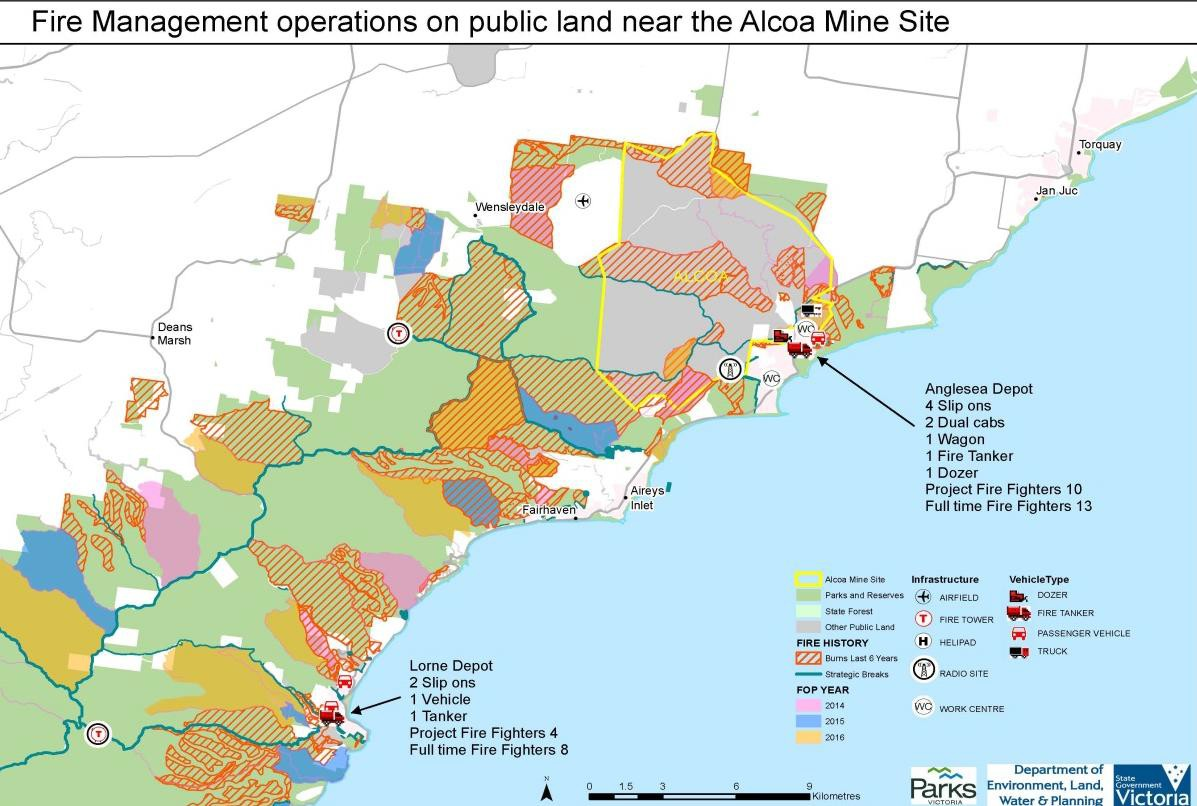 Fire Management operations on public land near the Alcoa Mine Site
Torquay
Jan Juc
Wensleydale
ALCOA
Deans
Marsh
T
WC
WC
Anglesea Depot
4 Slip ons
2 Dual cabs
1 Wagon
1 Fire Tanker
1 Dozer
Project Fire Fighters 10
Full time Fire Fighters 13
Aireys
Inlet
Fairhaven
Lorne Depot
2 Slip ons
1 Vehicle
1 Tanker
Project Fire Fighters 4
Full time Fire Fighters 8
T
Alcoa Mine Site
Parks and Reserves
State Forest
Other Public Land
FIRE HISTORY
Burns Last 6 Years
Strategic Breaks
FOP YEAR
2014
2015
2016
Infrastructure
AIRFIELD
T FIRE TOWER
H HELIPAD
RADIO SITE
WC WORK CENTRE
VehicleType
DOZER
FIRE TANKER
PASSENGER VEHICLE
TRUCK
N
0 1.5 3 6 9
Kilometres
Parks
VICTORIA
Department of
Environment, Land,
Water & Planning
State
Government
Victoria